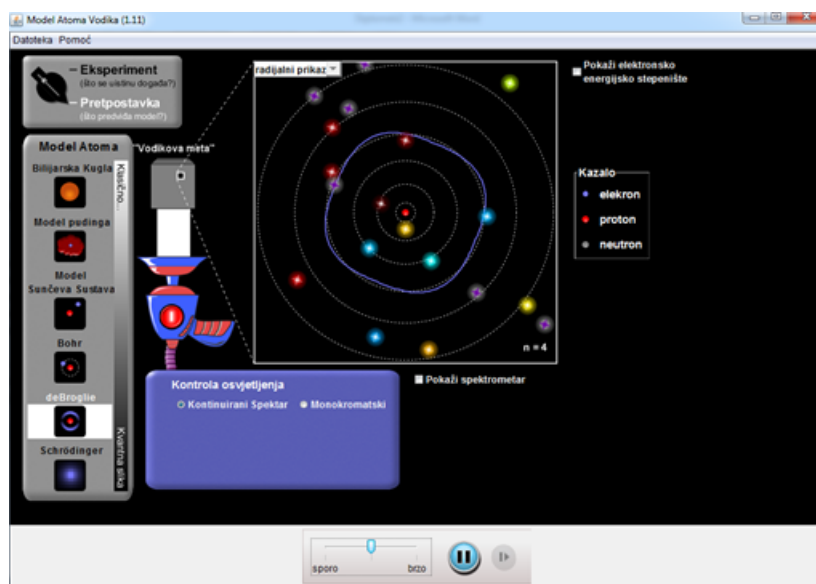 Model Atoma Vodika (1.11)
Datoteka Pomoć
Eksperiment
(što se uistinu događa?)
Pretpostavka
(što predviđa model?)
Model Atoma
Bilijarska Kugla
Model pudinga
Model
Sunčeva Sustava
Bohr
deBroglie
Schrödinger
Klasično...
Kvantna slika
"Vodikova meta"
radijalni prikaz
n = 4
Pokaži elektronsko
energijsko stepenište
Kazalo
elekron
proton
neutron
Kontrola osvjetljenja
Kontinuirani Spektar
Monokromatski
Pokaži spektrometar
sporo
brzo